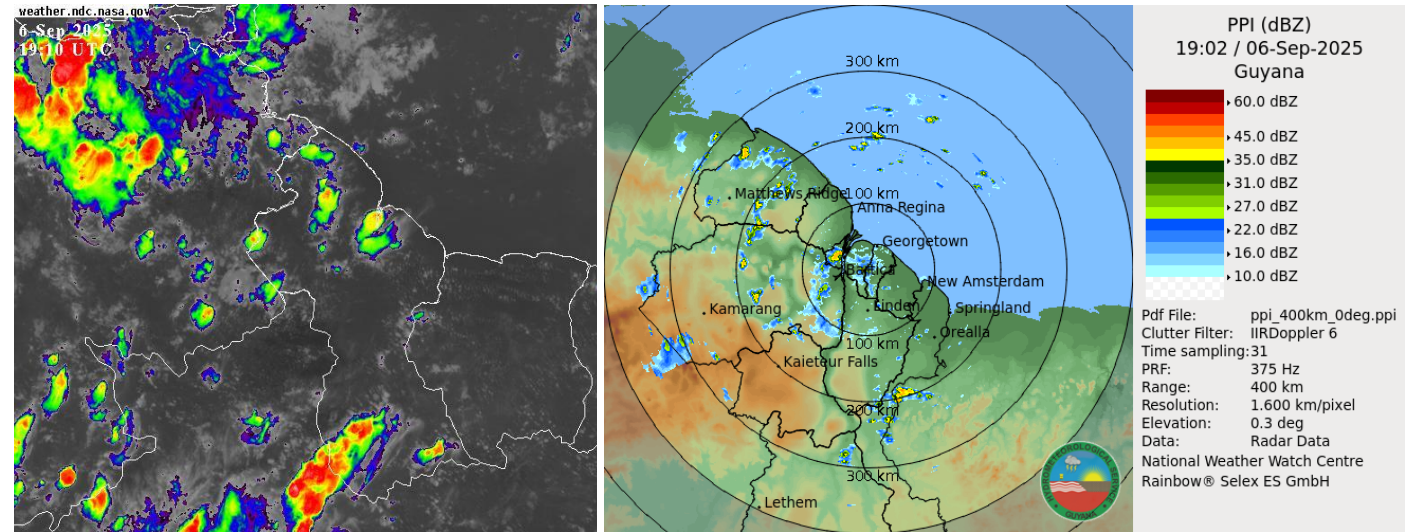 weather.ndc.nasa.gov
6-Sep 2025
19:10 UTC
300 km
200 km
100 km
Matthews Ridge
Anna Regina
Georgetown
Bartica
New Amsterdam
Linden
Springland
Kamarang
Orealla
100 km
Kaieteur Falls
200 km
300 km
Lethem
HYDROMETEOROLOGICAL SERVICE
GUYANA
PPI (dBZ)
19:02 / 06-Sep-2025
Guyana
60.0 dBZ
45.0 dBZ
35.0 dBZ
31.0 dBZ
27.0 dBZ
22.0 dBZ
16.0 dBZ
10.0 dBZ
Pdf File: ppi_400km_0deg.ppi
Clutter Filter: IIRDoppler 6
Time sampling:31
PRF: 375 Hz
Range: 400 km
Resolution: 1.600 km/pixel
Elevation: 0.3 deg
Data: Radar Data
National Weather Watch Centre
Rainbow® Selex ES GmbH